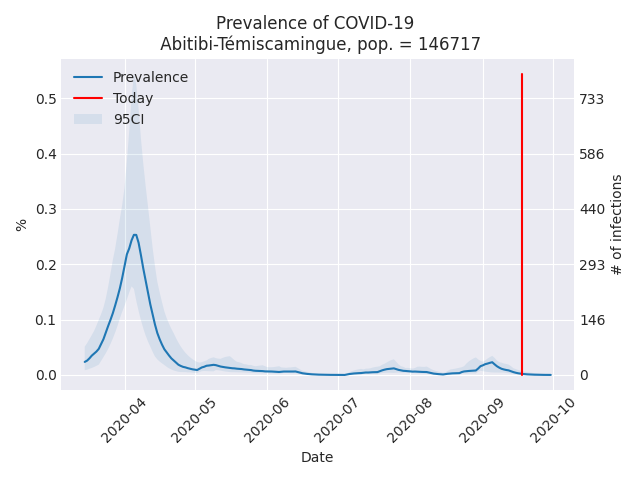 Prevalence of COVID-19
Abitibi-Témiscamingue, pop. = 146717
Prevalence
Today
95CI
0.5
0.4
0.3
0.2
0.1
0.0
%
733
586
440
293
146
0
# of infections
2020-04
2020-05
2020-06
2020-07
2020-08
2020-09
2020-10
Date